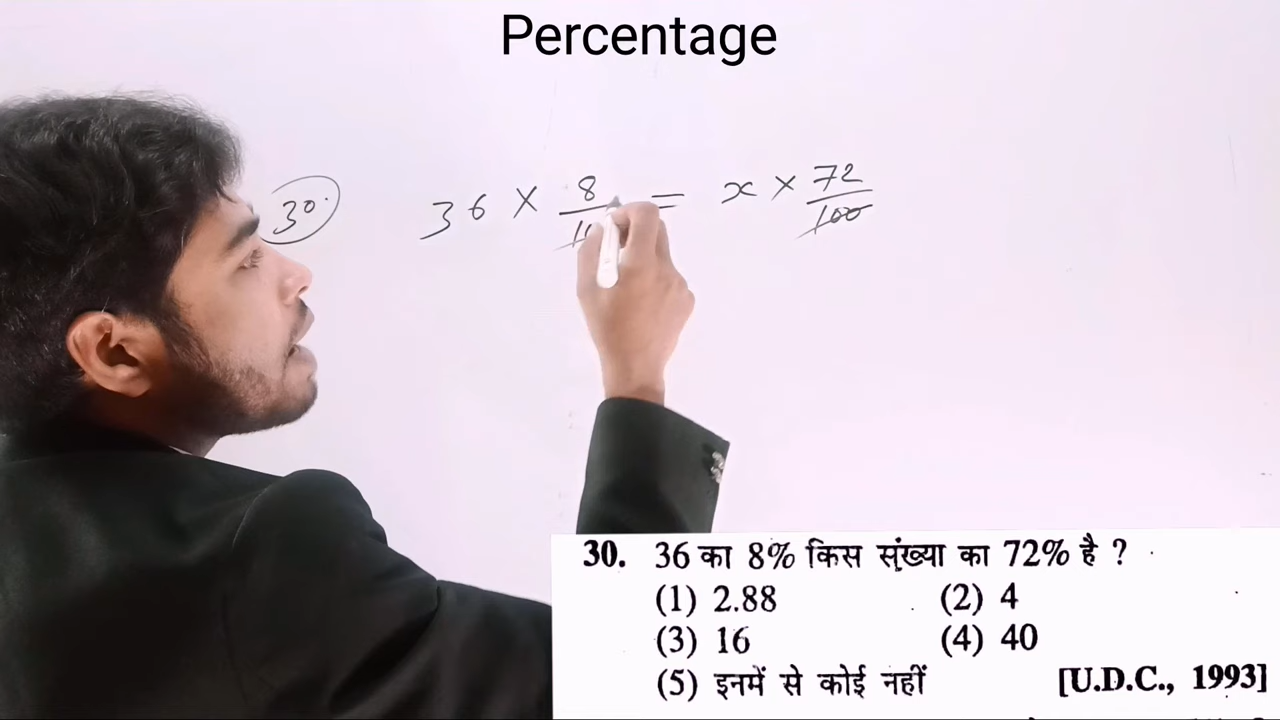 Percentage
30. 36 × 8/100 = x × 72/100
30. 36 का 8% किस संख्या का 72% है ?
(1) 2.88 (2) 4
(3) 16 (4) 40
(5) इनमें से कोई नहीं [U.D.C., 1993]